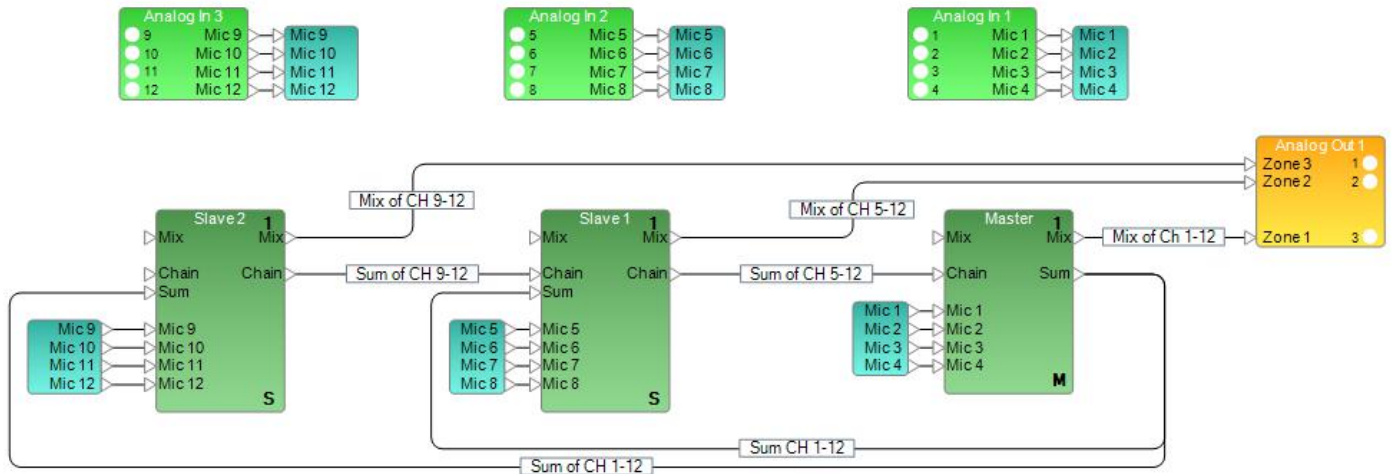 Analog In 3
9 Mic 9 Mic 9
10 Mic 10 Mic 10
11 Mic 11 Mic 11
12 Mic 12 Mic 12
Analog In 2
5 Mic 5 Mic 5
6 Mic 6 Mic 6
7 Mic 7 Mic 7
8 Mic 8 Mic 8
Analog In 1
1 Mic 1 Mic 1
2 Mic 2 Mic 2
3 Mic 3 Mic 3
4 Mic 4 Mic 4
Analog Out 1
Zone 3 1
Zone 2 2
Zone 1 3
Mix of CH 9-12
Mix of CH 5-12
Mix of Ch 1-12
Slave 2
1
Mix Mix
Chain Chain
Sum
Mic 9 Mic 9
Mic 10 Mic 10
Mic 11 Mic 11
Mic 12 Mic 12
S
Sum of CH 9-12
Slave 1
1
Mix Mix
Chain Chain
Sum
Mic 5 Mic 5
Mic 6 Mic 6
Mic 7 Mic 7
Mic 8 Mic 8
S
Sum of CH 5-12
Master
1
Mix Mix
Chain Sum
Mic 1 Mic 1
Mic 2 Mic 2
Mic 3 Mic 3
Mic 4 Mic 4
M
Sum CH 1-12
Sum of CH 1-12